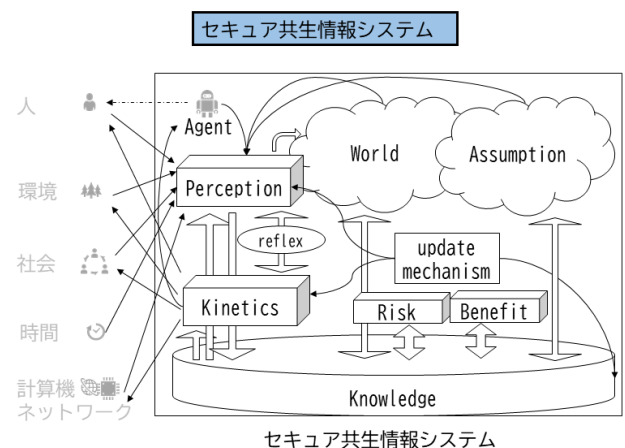 セキュア共生情報システム
人
Agent
World
Assumption
環境
Perception
reflex
社会
update
mechanism
Kinetics
Risk
Benefit
時間
計算機
ネットワーク
Knowledge
セキュア共生情報システム